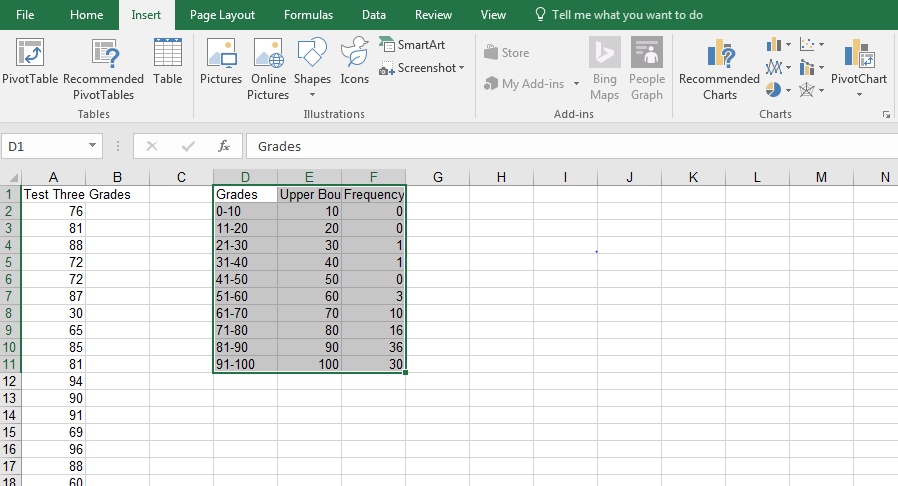 File Home Insert Page Layout Formulas Data Review View Tell me what you want to do
PivotTable Recommended PivotTables Table Pictures Online Pictures Shapes Icons SmartArt Screenshot Store My Add-ins Bing Maps People Graph Recommended Charts PivotChart
Tables Illustrations Add-ins Charts
D1 fx Grades
A B C D E F G H I J K L M N
1 Test Three Grades Grades Upper Bou Frequency
2 76 0-10 10 0
3 81 11-20 20 0
4 88 21-30 30 1
5 72 31-40 40 1
6 72 41-50 50 0
7 87 51-60 60 3
8 30 61-70 70 10
9 65 71-80 80 16
10 85 81-90 90 36
11 81 91-100 100 30
12 94
13 90
14 91
15 69
16 96
17 88
18 60